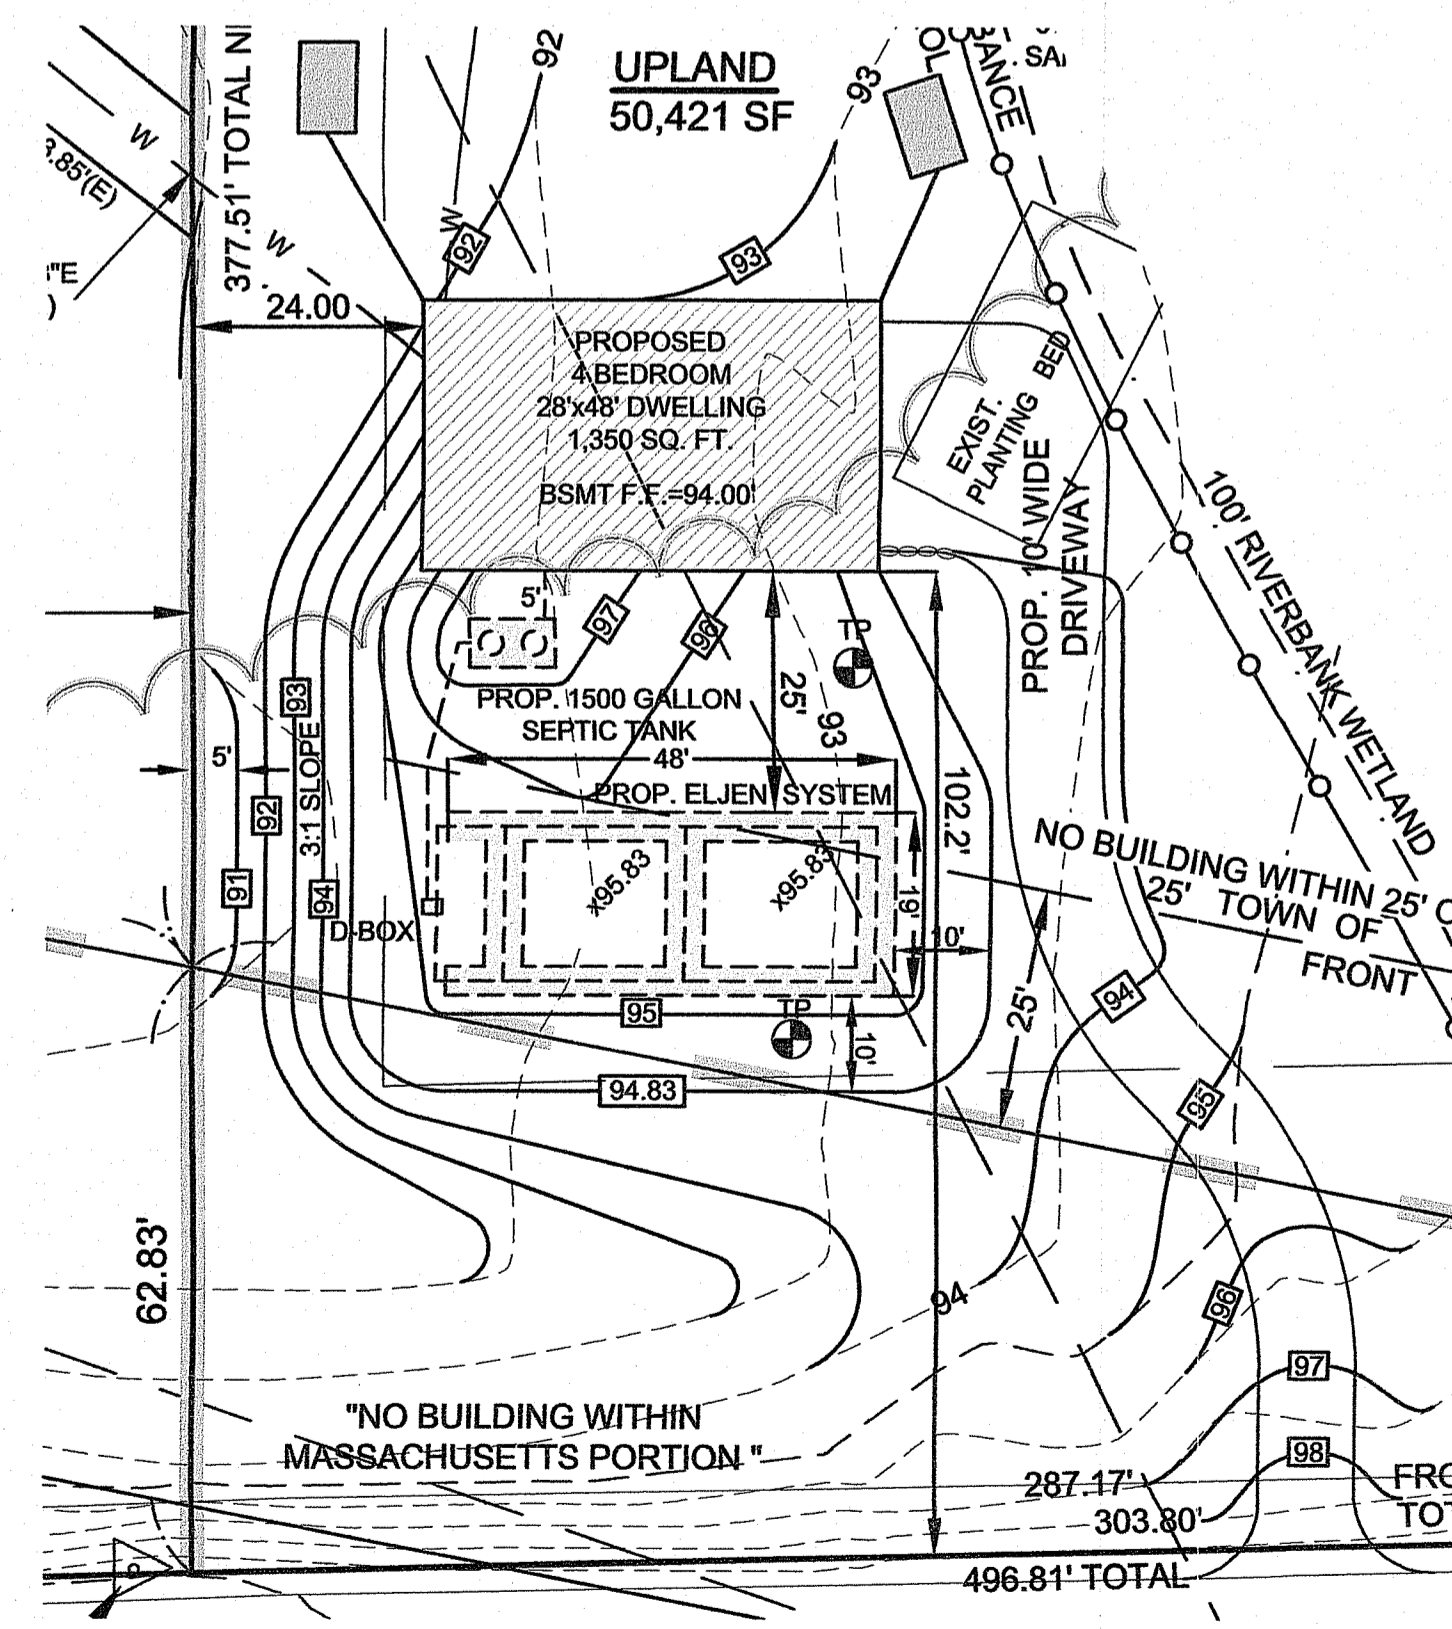 UPLAND
50,421 SF
92
93
BANCE
377.51' TOTAL
W
W
W
.85'(E)
"E
)
24.00
92
93
PROPOSED
4 BEDROOM
28'x48' DWELLING
1,350 SQ. FT.
BSMT F.F.=94.00'
EXIST.
PLANTING BED
PROP. 10' WIDE
DRIVEWAY
100' RIVERBANK WETLAND
5'
97
96
TP
25'
93
PROP. 1500 GALLON
SEPTIC TANK
48'
PROP. ELJEN SYSTEM
102.2'
5'
93
92
3:1 SLOPE
91
94
D-BOX
x95.83
x95.83
19'
10'
NO BUILDING WITHIN 25'
25' TOWN OF
FRONT
25'
94
95
TP
10'
94.83
95
62.83'
94
96
97
98
"NO BUILDING WITHIN
MASSACHUSETTS PORTION "
287.17'
303.80'
496.81' TOTAL